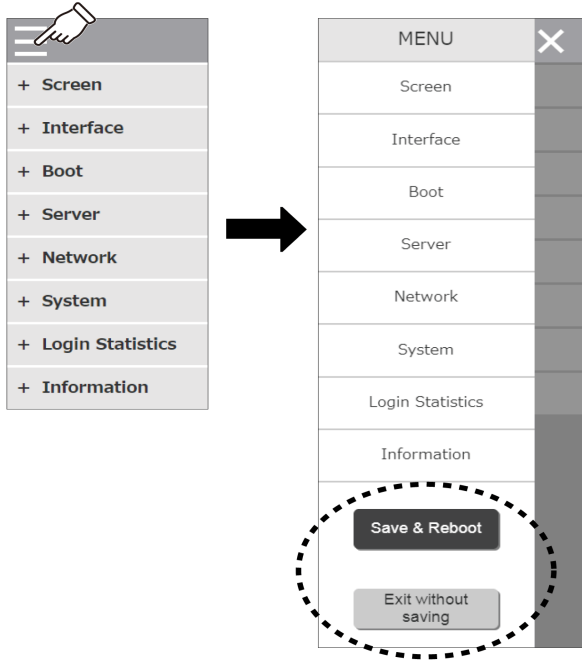 + Screen
+ Interface
+ Boot
+ Server
+ Network
+ System
+ Login Statistics
+ Information
MENU
Screen
Interface
Boot
Server
Network
System
Login Statistics
Information
Save & Reboot
Exit without
saving